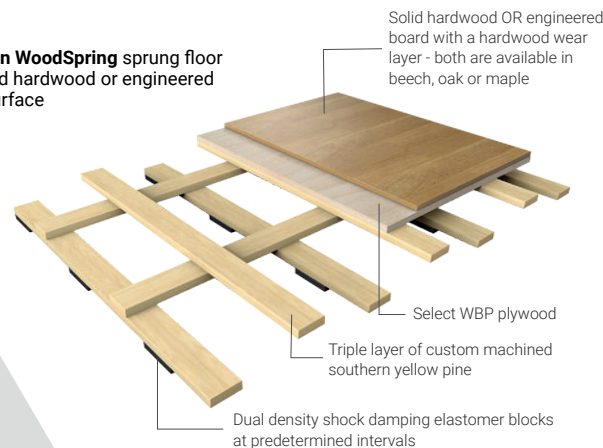 Solid hardwood OR engineered
board with a hardwood wear
layer - both are available in
beech, oak or maple
WoodSpring sprung floor
hardwood or engineered
Select WBP plywood
Triple layer of custom machined
southern yellow pine
Dual density shock damping elastomer blocks
at predetermined intervals